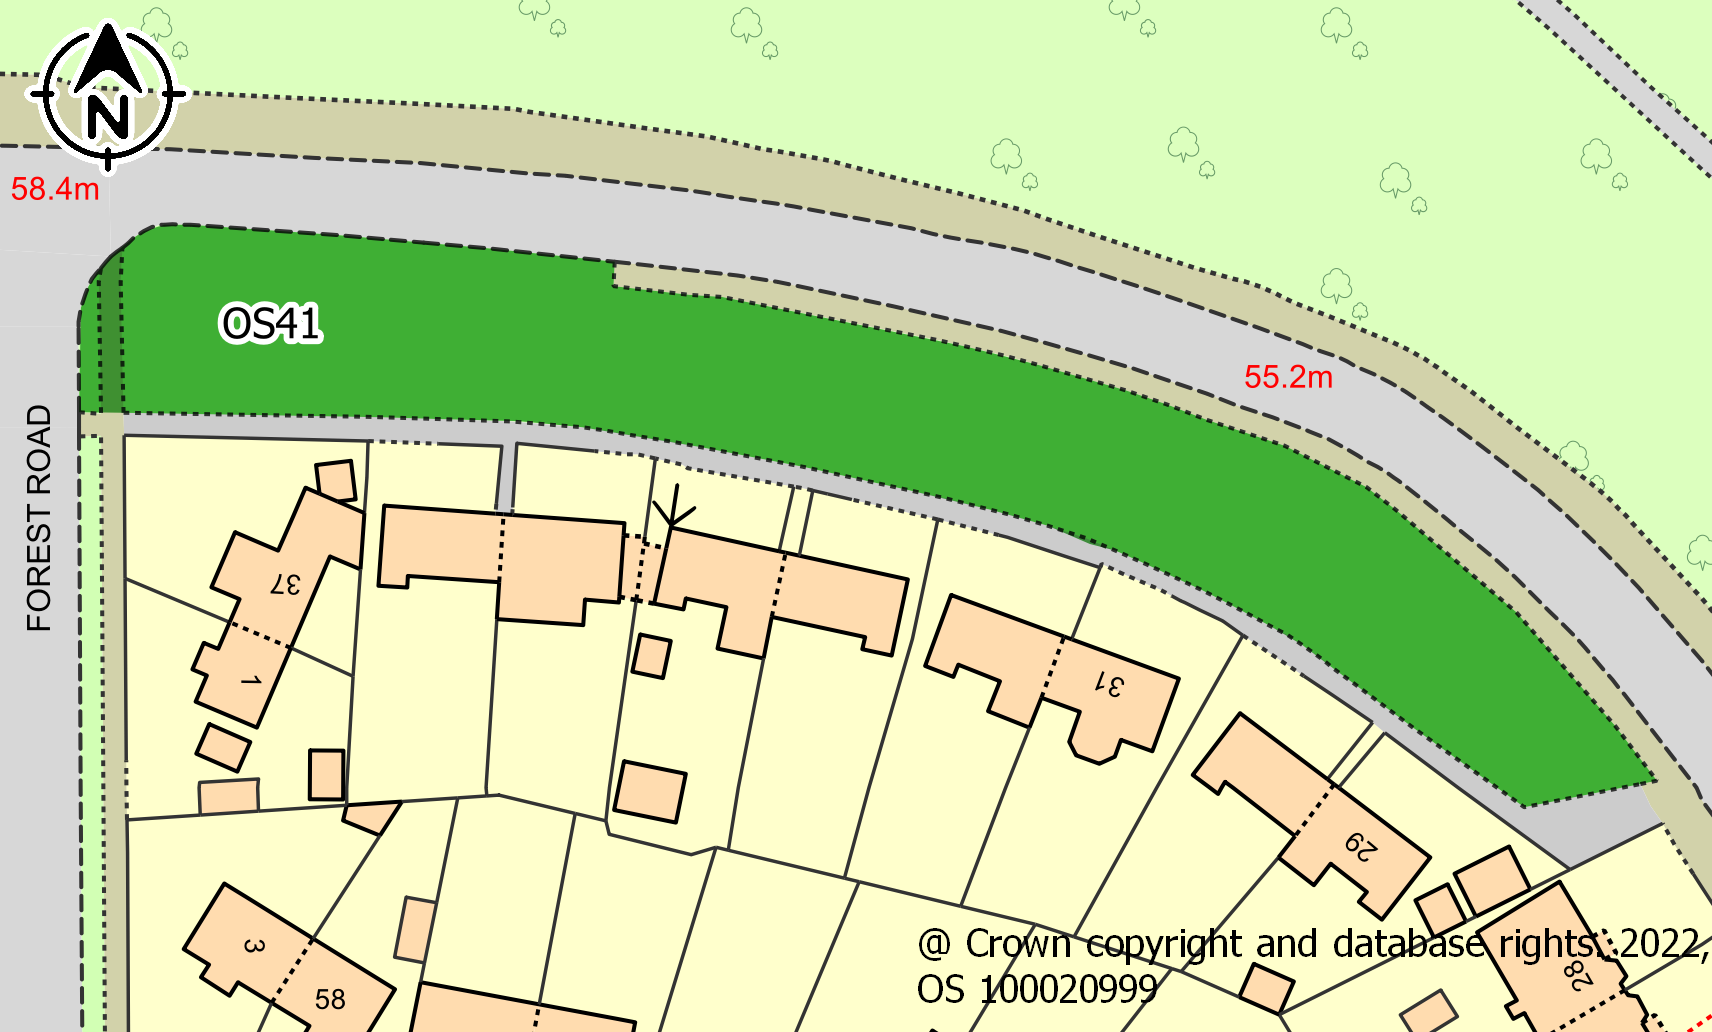 N
58.4m
OS41
55.2m
FOREST ROAD
37
1
31
29
3
58
28
@ Crown copyright and database rights. 2022,
OS 100020999